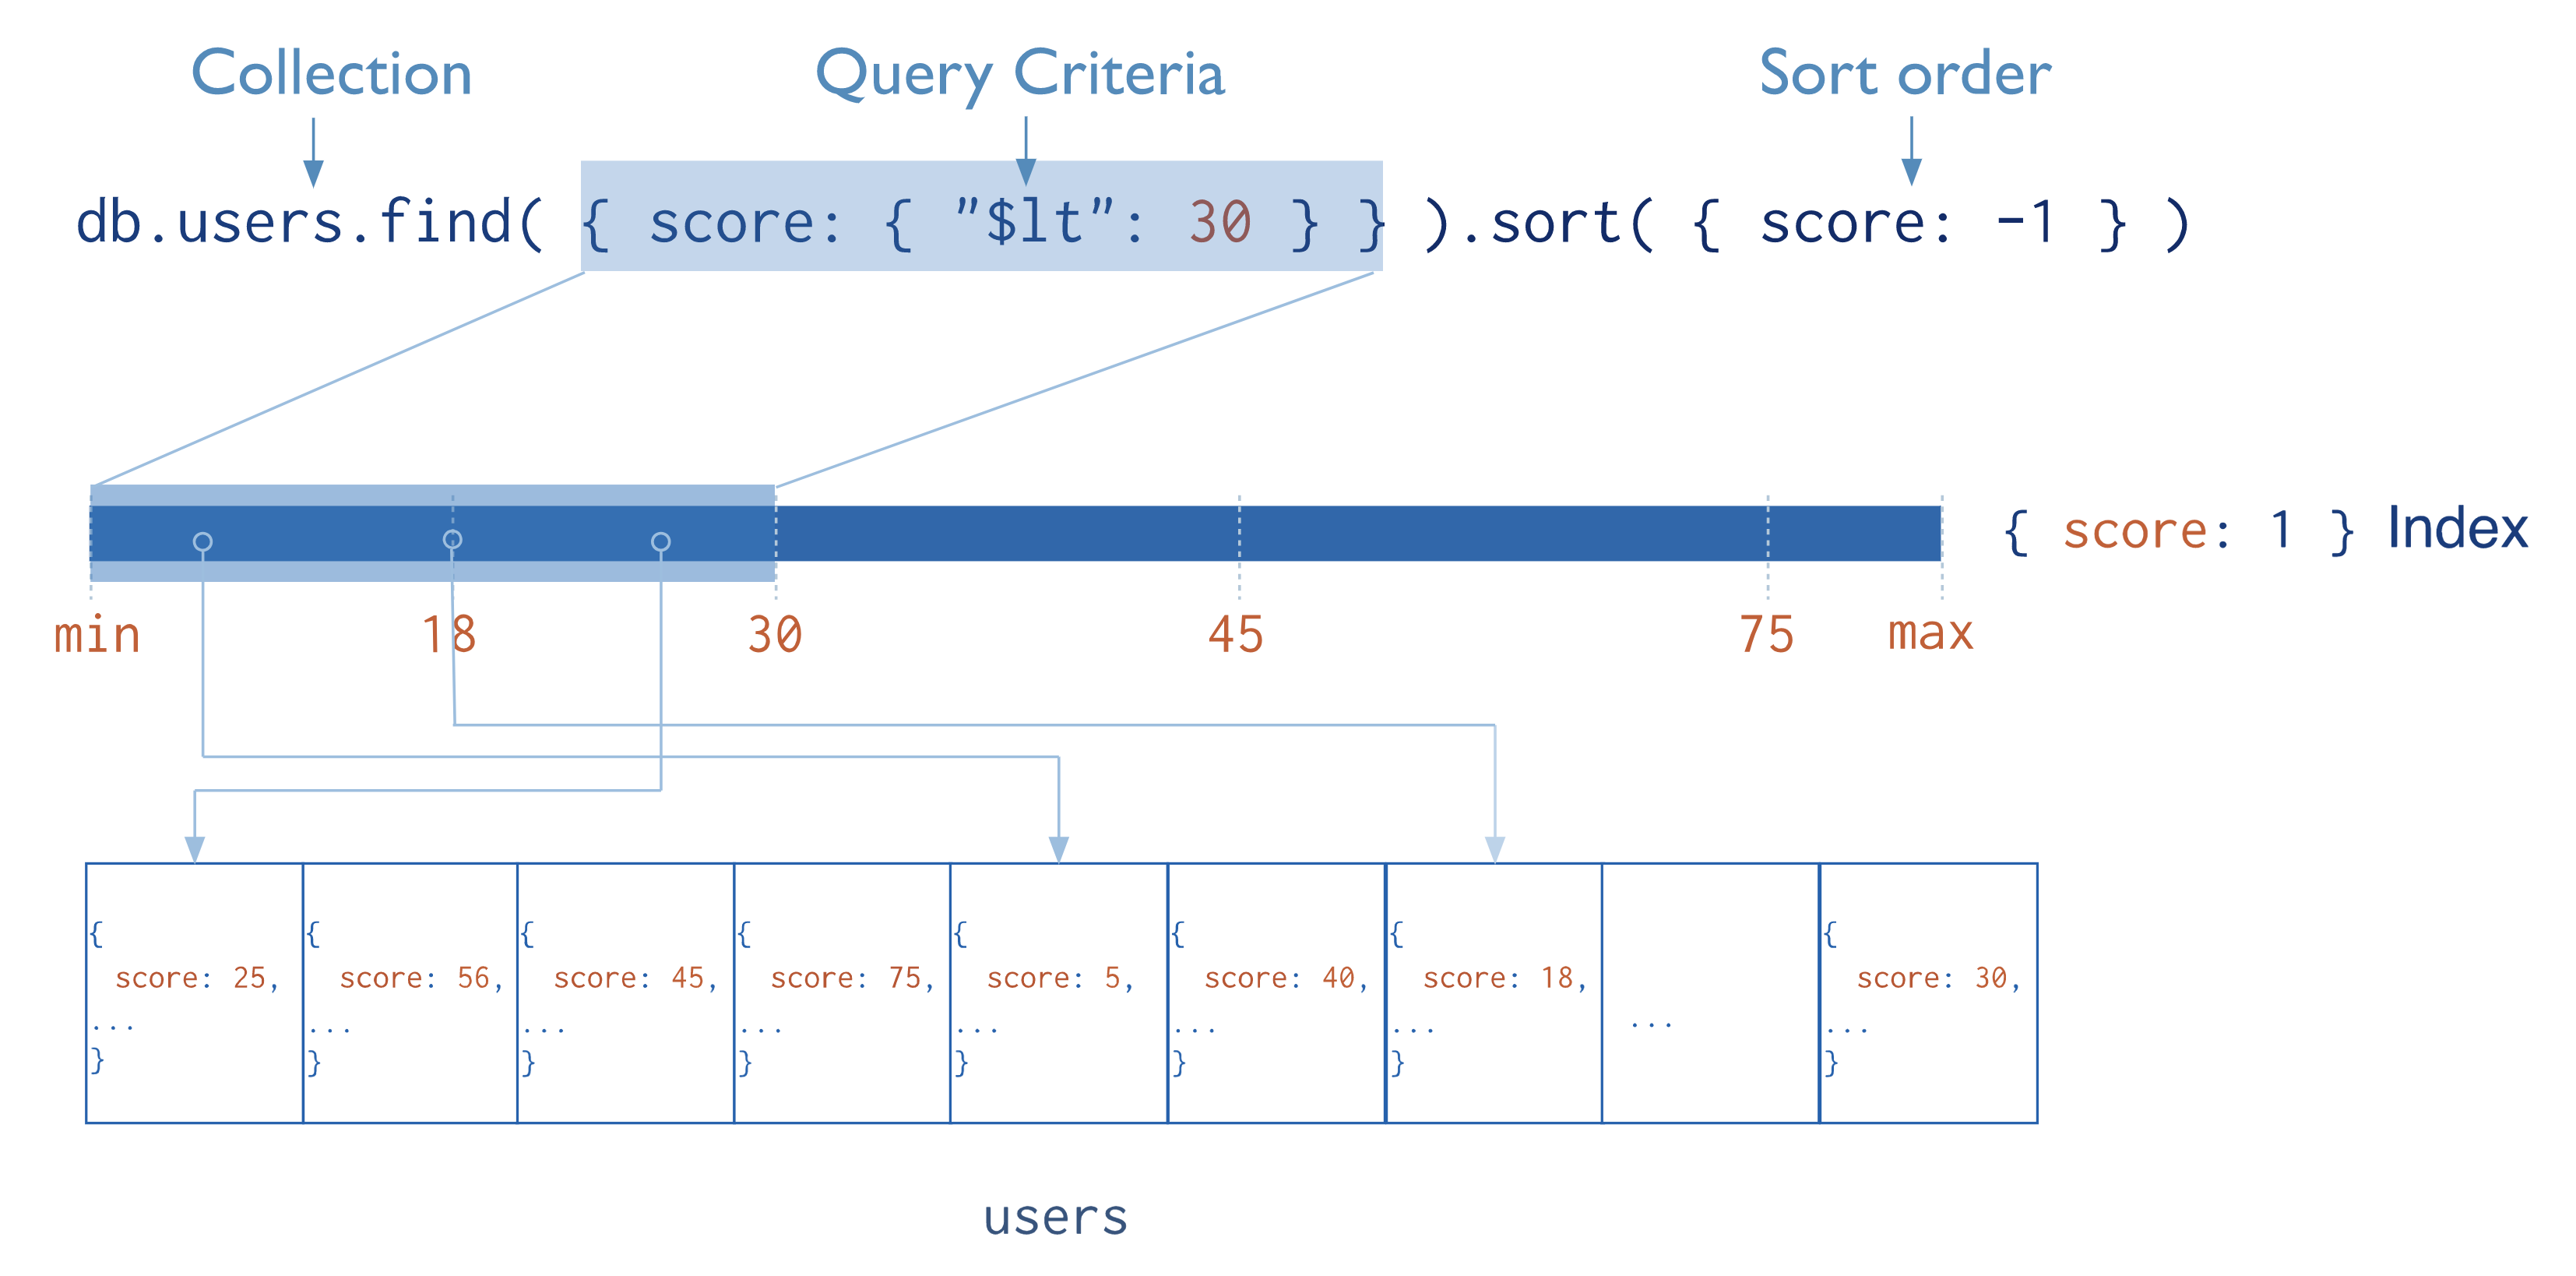 Collection Query Criteria Sort order
db.users.find( { score: { "$lt": 30 } } ).sort( { score: -1 } )
{ score: 1 } Index
min 18 30 45 75 max
{ { { { { { { {
score: 25, score: 56, score: 45, score: 75, score: 5, score: 40, score: 18, score: 30,
... ... ... ... ... ... ... ... ...
} } } } } } } }
users